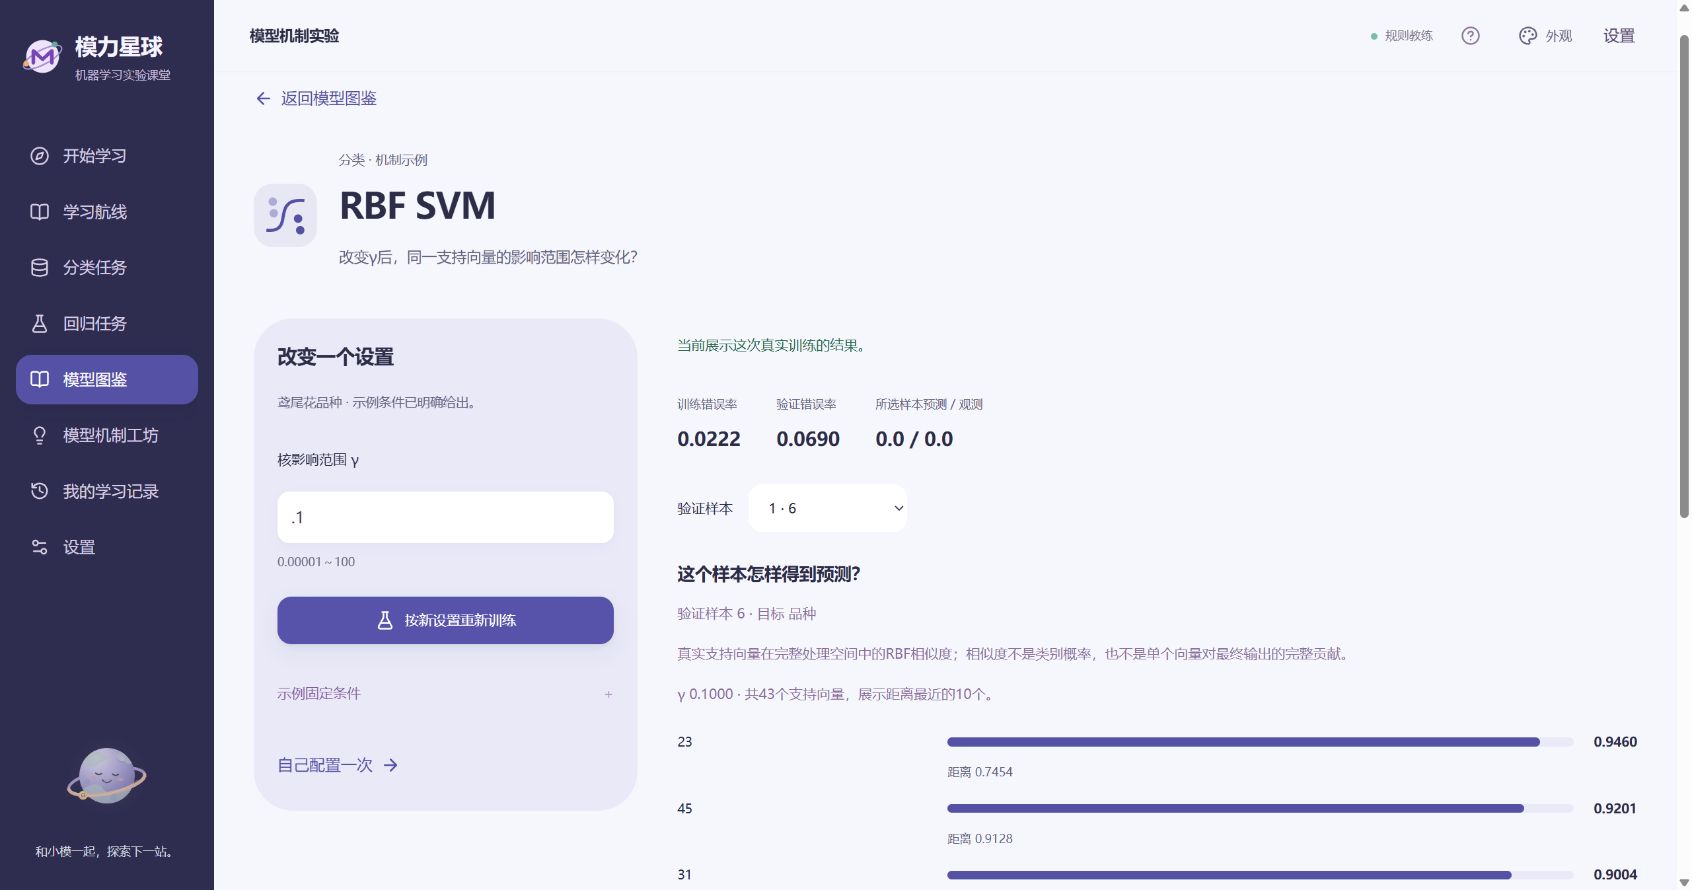 模力星球
机器学习实验课堂
开始学习
学习航线
分类任务
回归任务
模型图鉴
模型机制工坊
我的学习记录
设置
和小模一起，探索下一站。
模型机制实验
规则教练
外观
设置
返回模型图鉴
分类 · 机制示例
RBF SVM
改变γ后，同一支持向量的影响范围怎样变化？
改变一个设置
鸢尾花品种 · 示例条件已明确给出。
核影响范围 γ
.1
0.00001 ~ 100
按新设置重新训练
示例固定条件 +
自己配置一次 →
当前展示这次真实训练的结果。
训练错误率 验证错误率 所选样本预测 / 观测
0.0222 0.0690 0.0 / 0.0
验证样本 1 · 6
这个样本怎样得到预测？
验证样本 6 · 目标 品种
真实支持向量在完整处理空间中的RBF相似度；相似度不是类别概率，也不是单个向量对最终输出的完整贡献。
γ 0.1000 · 共43个支持向量，展示距离最近的10个。
23 0.9460
距离 0.7454
45 0.9201
距离 0.9128
31 0.9004